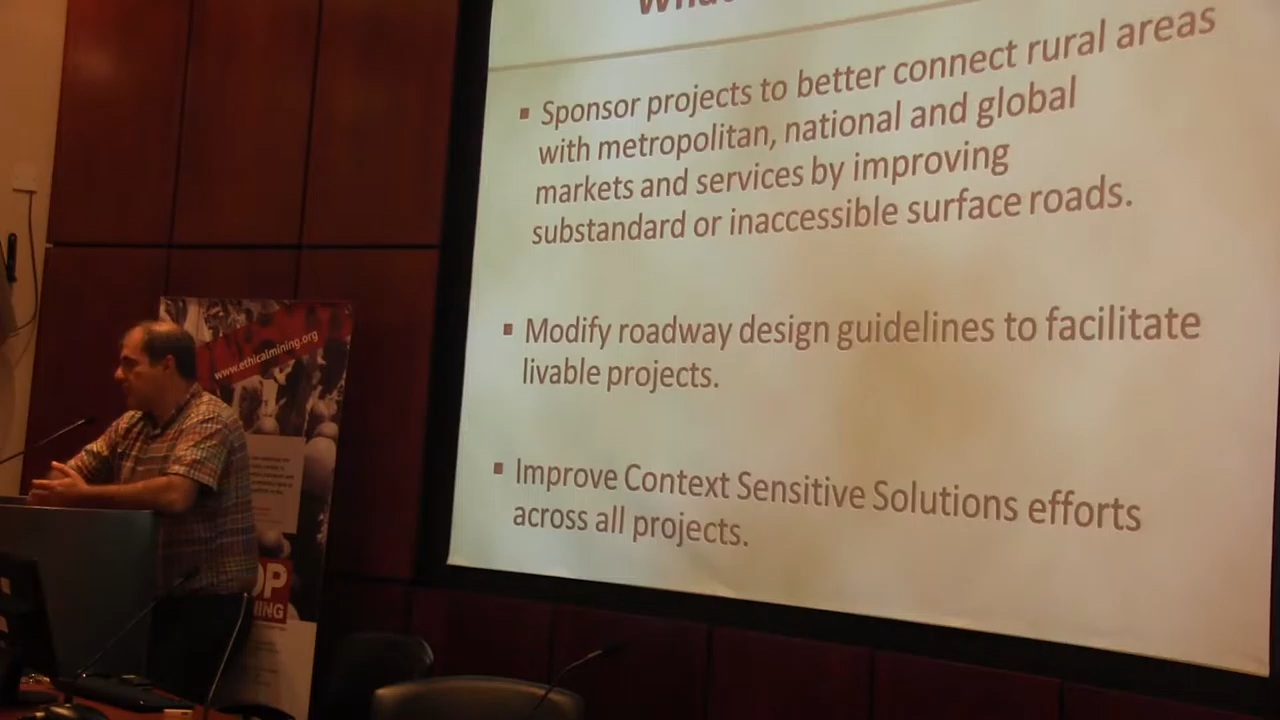 Sponsor projects to better connect rural areas
with metropolitan, national and global
markets and services by improving
substandard or inaccessible surface roads.
Modify roadway design guidelines to facilitate
livable projects.
Improve Context Sensitive Solutions efforts
across all projects.
www.ethicalmining.org